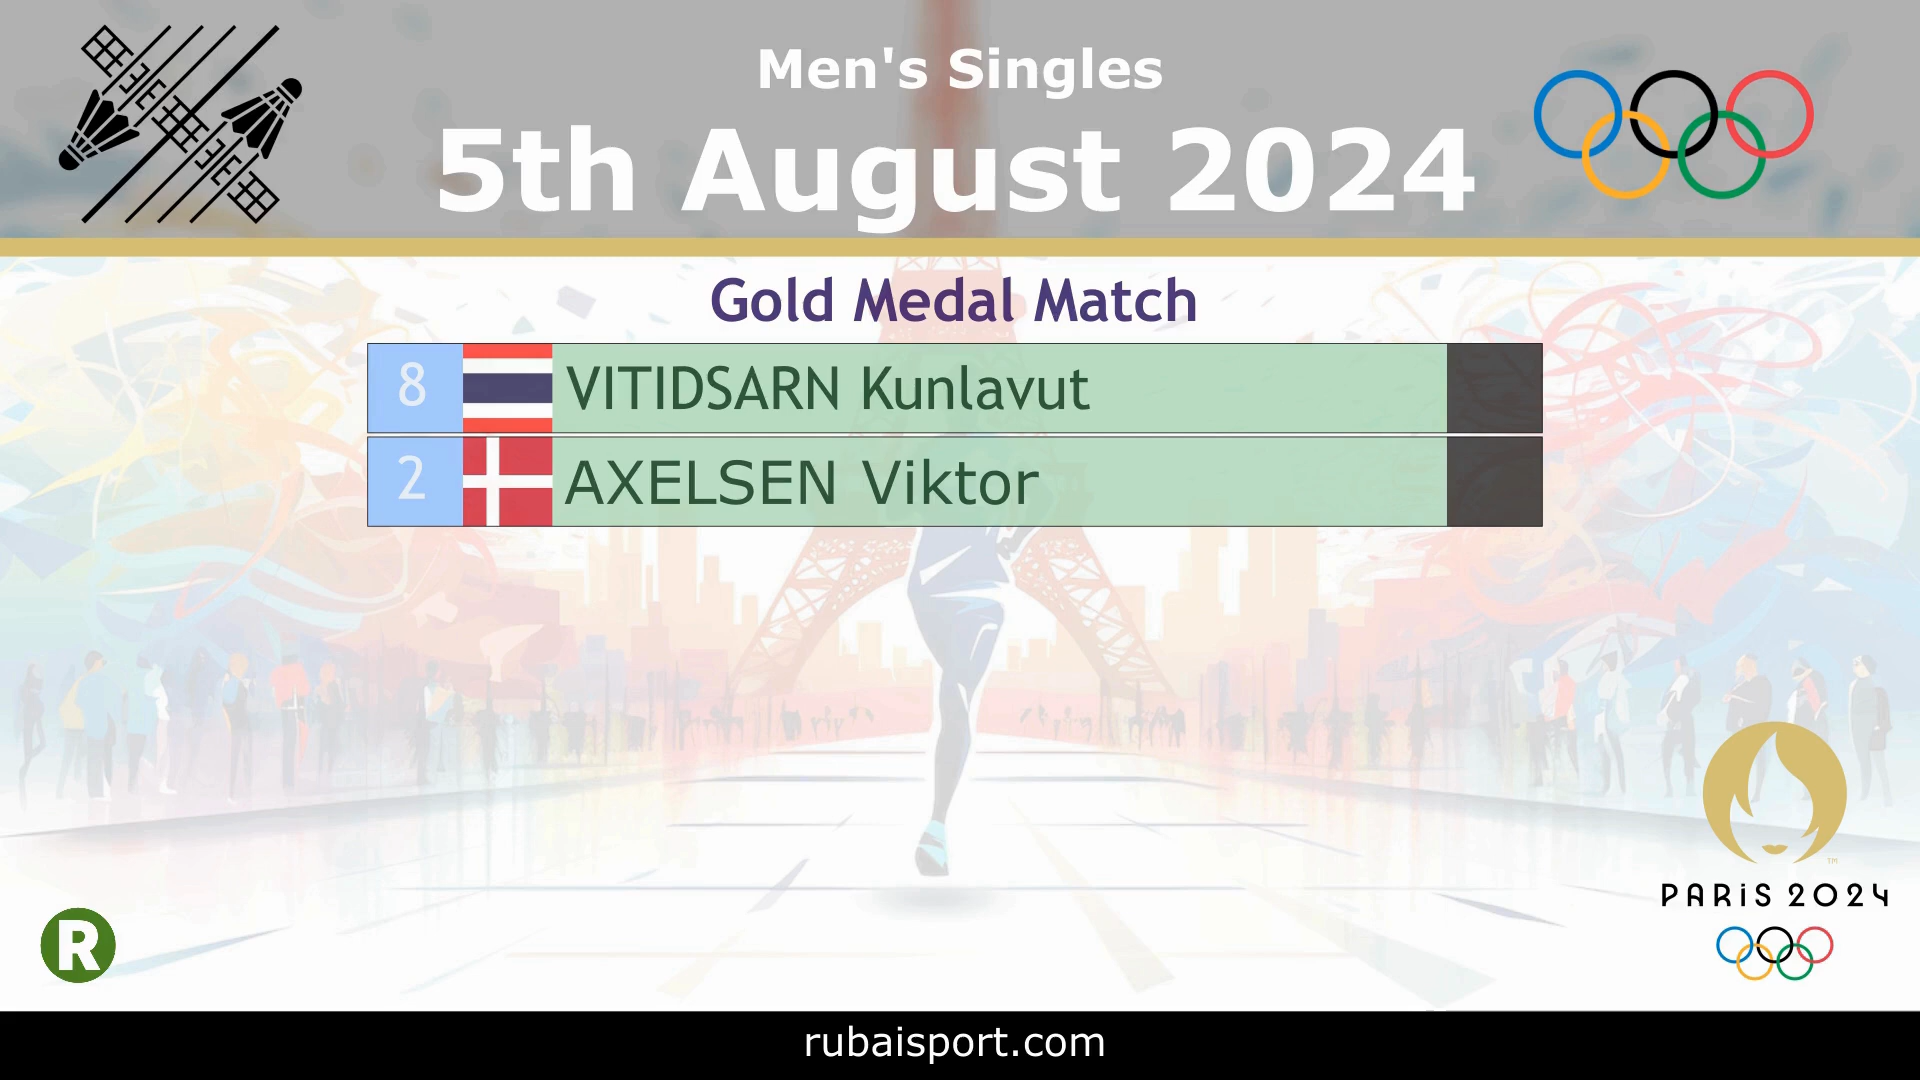 Men's Singles
5th August 2024
Gold Medal Match
8 VITIDSARN Kunlavut
2 AXELSEN Viktor
PARIS 2024
R
rubaisport.com